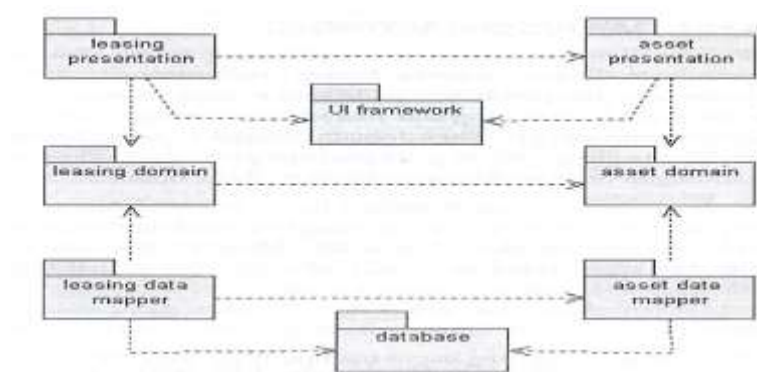 leasing
presentation
asset
presentation
UI framework
leasing domain
asset domain
leasing data
mapper
asset data
mapper
database